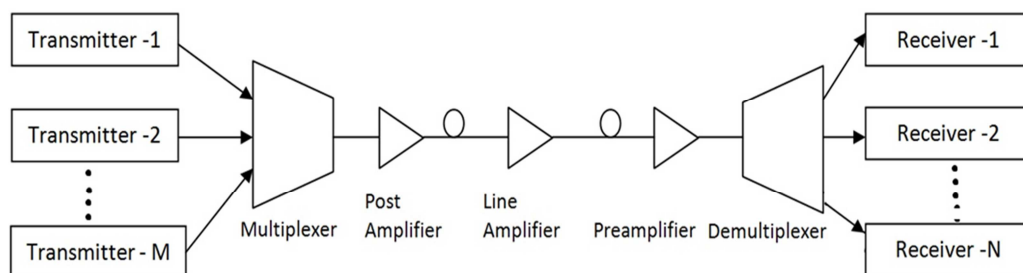 Transmitter -1
Transmitter -2
Transmitter - M
Multiplexer
Post
Amplifier
Line
Amplifier
Preamplifier
Demultiplexer
Receiver -1
Receiver -2
Receiver -N